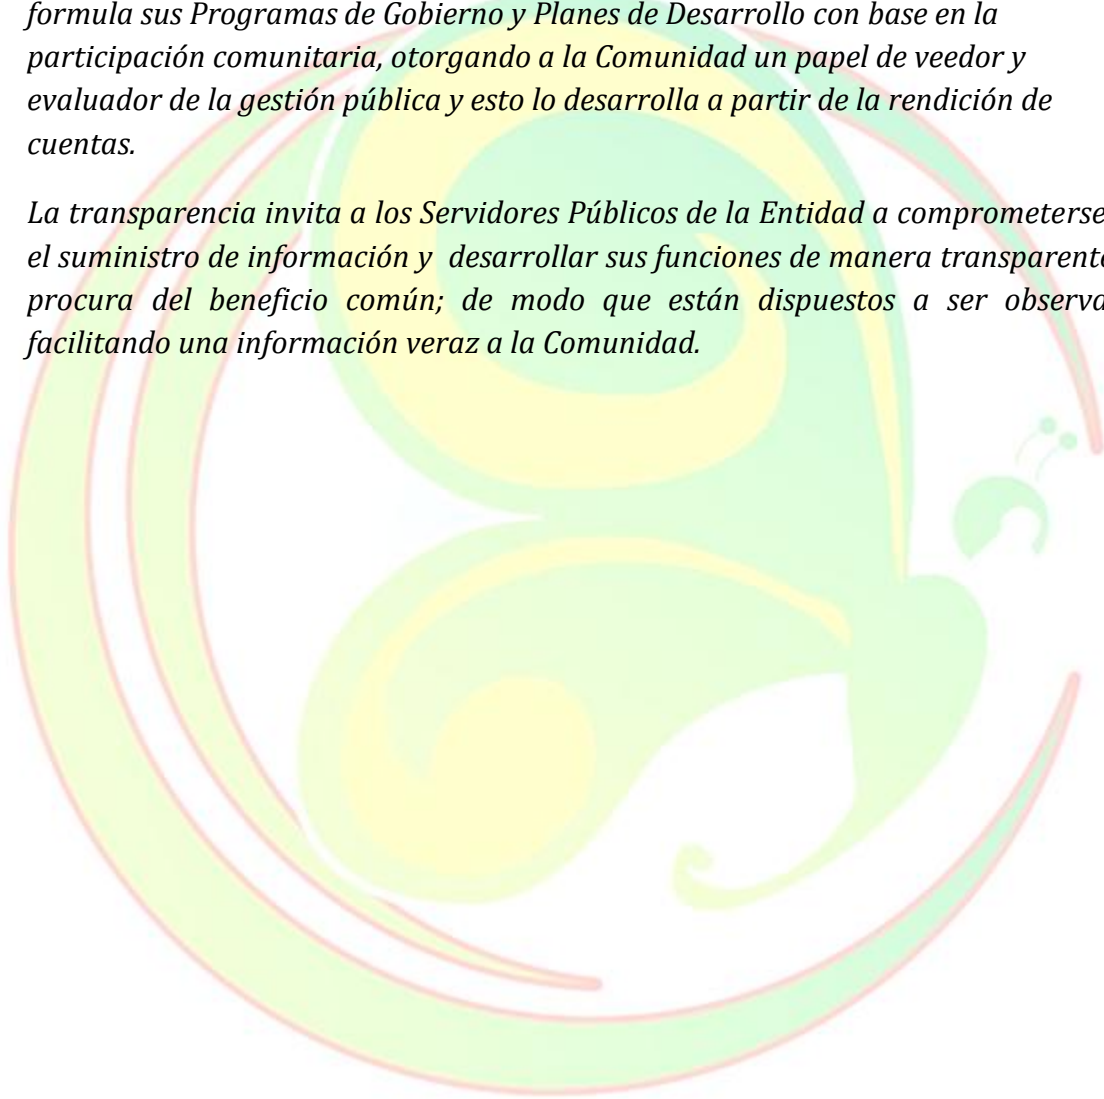 formula sus Programas de Gobierno y Planes de Desarrollo con base en la
participación comunitaria, otorgando a la Comunidad un papel de veedor y
evaluador de la gestión pública y esto lo desarrolla a partir de la rendición de
cuentas.
La transparencia invita a los Servidores Públicos de la Entidad a comprometerse
el suministro de información y desarrollar sus funciones de manera
procura del beneficio común; de modo que están dispuestos a ser
facilitando una información veraz a la Comunidad.